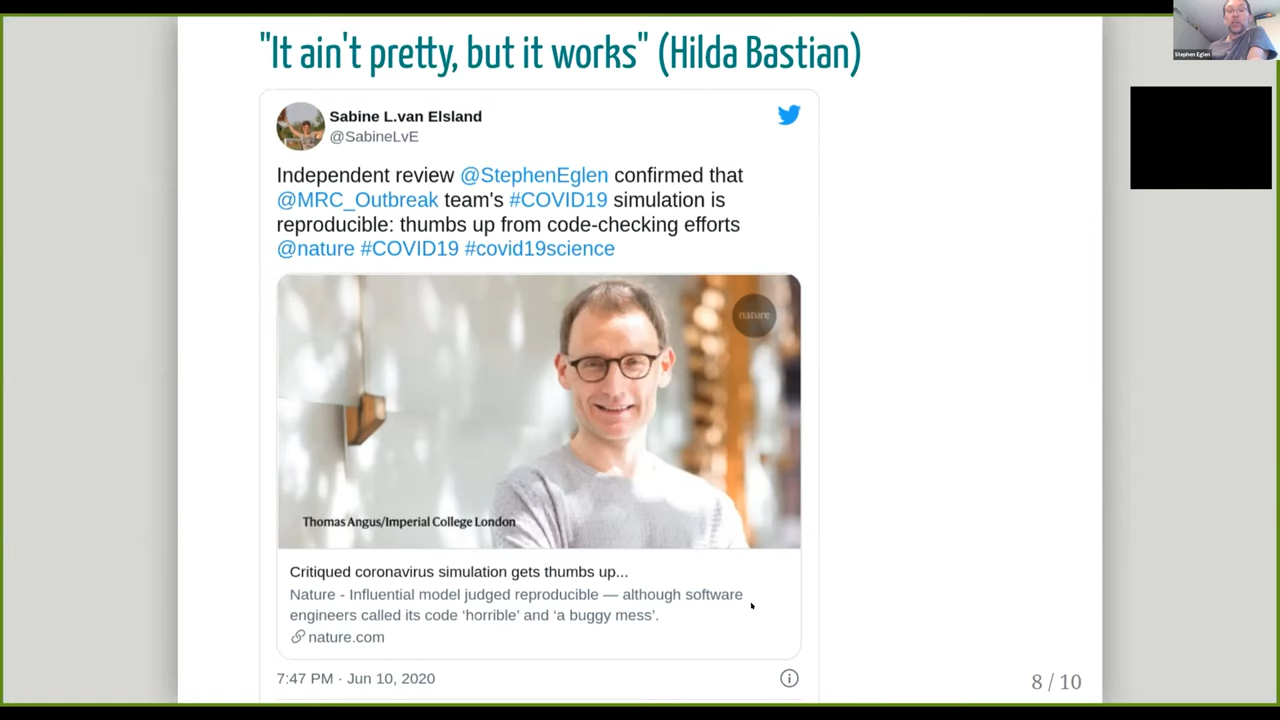 "It ain't pretty, but it works" (Hilda Bastian)
Stephen Eglen
Sabine L.van Elsland
@SabineLvE
Independent review @StephenEglen confirmed that
@MRC_Outbreak team's #COVID19 simulation is
reproducible: thumbs up from code-checking efforts
@nature #COVID19 #covid19science
nature
Thomas Angus/Imperial College London
Critiqued coronavirus simulation gets thumbs up...
Nature - Influential model judged reproducible — although software
engineers called its code ‘horrible’ and ‘a buggy mess’.
nature.com
7:47 PM · Jun 10, 2020
8 / 10